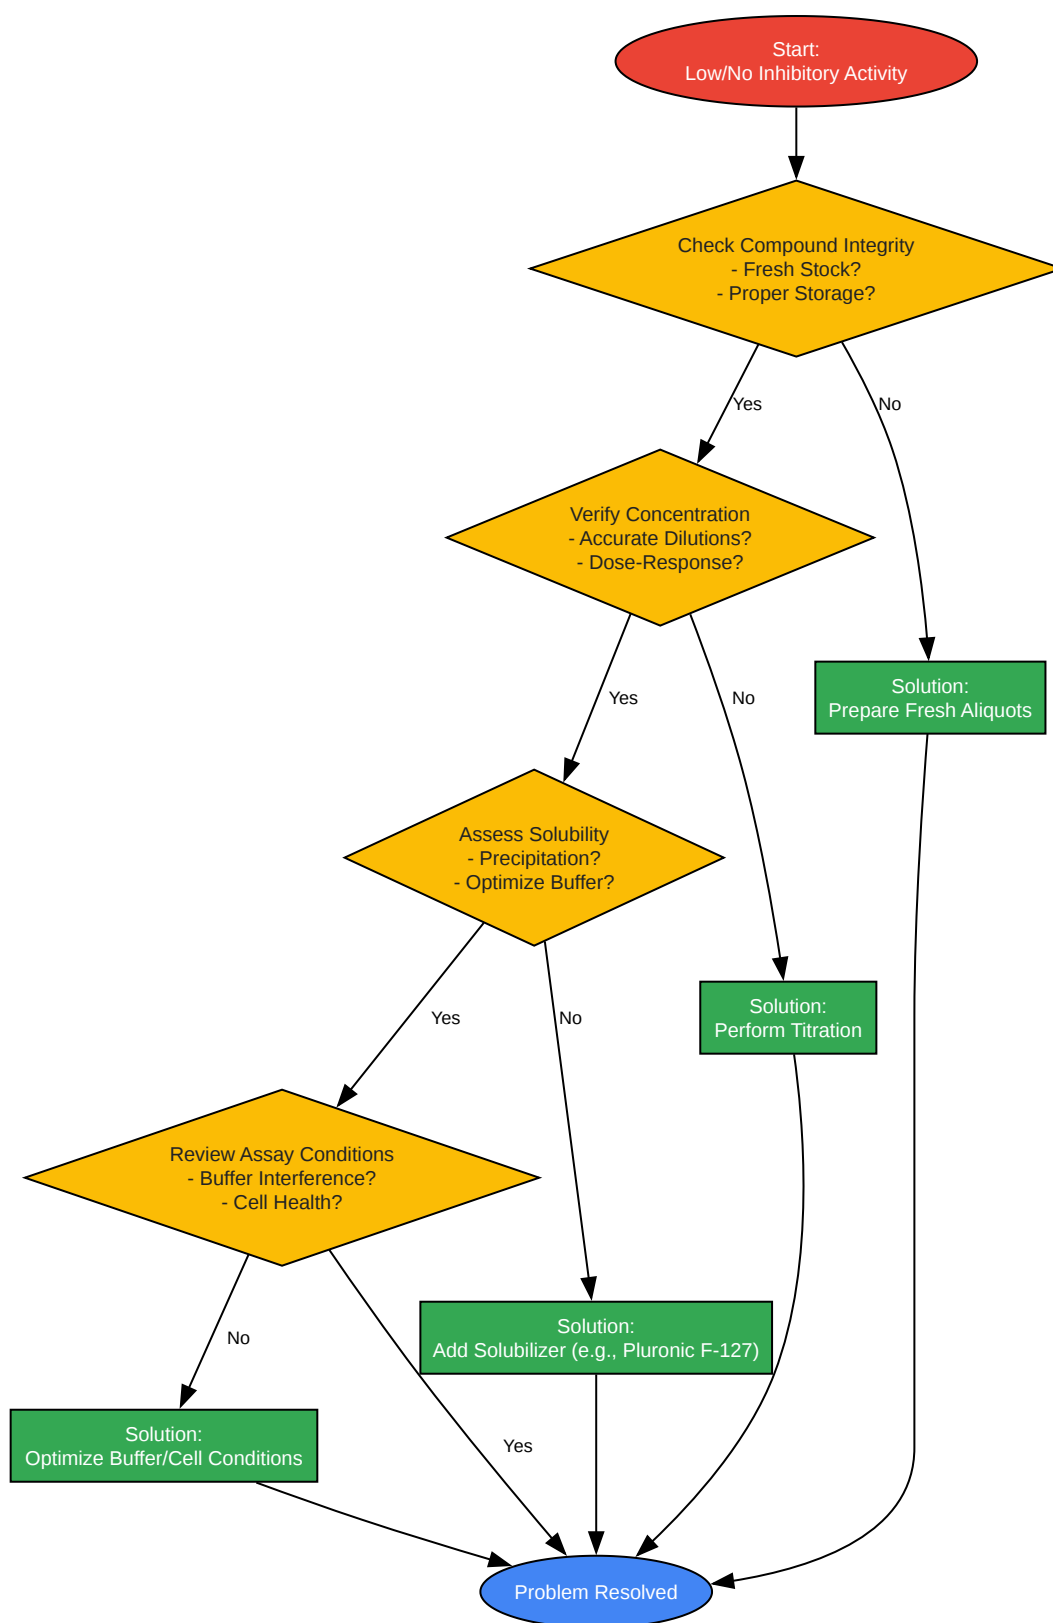 Start:
Low/No Inhibitory Activity
Check Compound Integrity
- Fresh Stock?
- Proper Storage?
Yes
No
Verify Concentration
- Accurate Dilutions?
- Dose-Response?
Yes
No
Solution:
Prepare Fresh Aliquots
Assess Solubility
- Precipitation?
- Optimize Buffer?
Yes
No
Solution:
Perform Titration
Review Assay Conditions
- Buffer Interference?
- Cell Health?
No
Yes
Solution:
Add Solubilizer (e.g., Pluronic F-127)
Solution:
Optimize Buffer/Cell Conditions
Problem Resolved